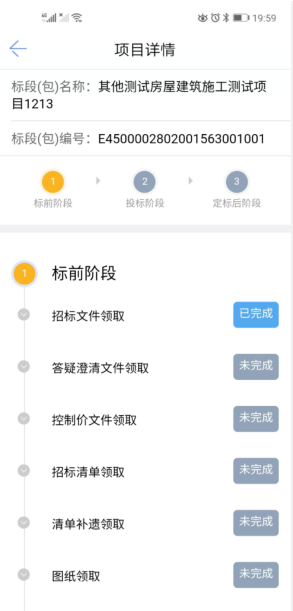 19:59
项目详情
标段(包)名称：其他测试房屋建筑施工测试项
目1213
标段(包)编号：E4500002802001563001001
1 2 3
标前阶段 投标阶段 定标后阶段
1 标前阶段
招标文件领取 已完成
答疑澄清文件领取 未完成
控制价文件领取 未完成
招标清单领取 未完成
清单补遗领取 未完成
图纸领取 未完成